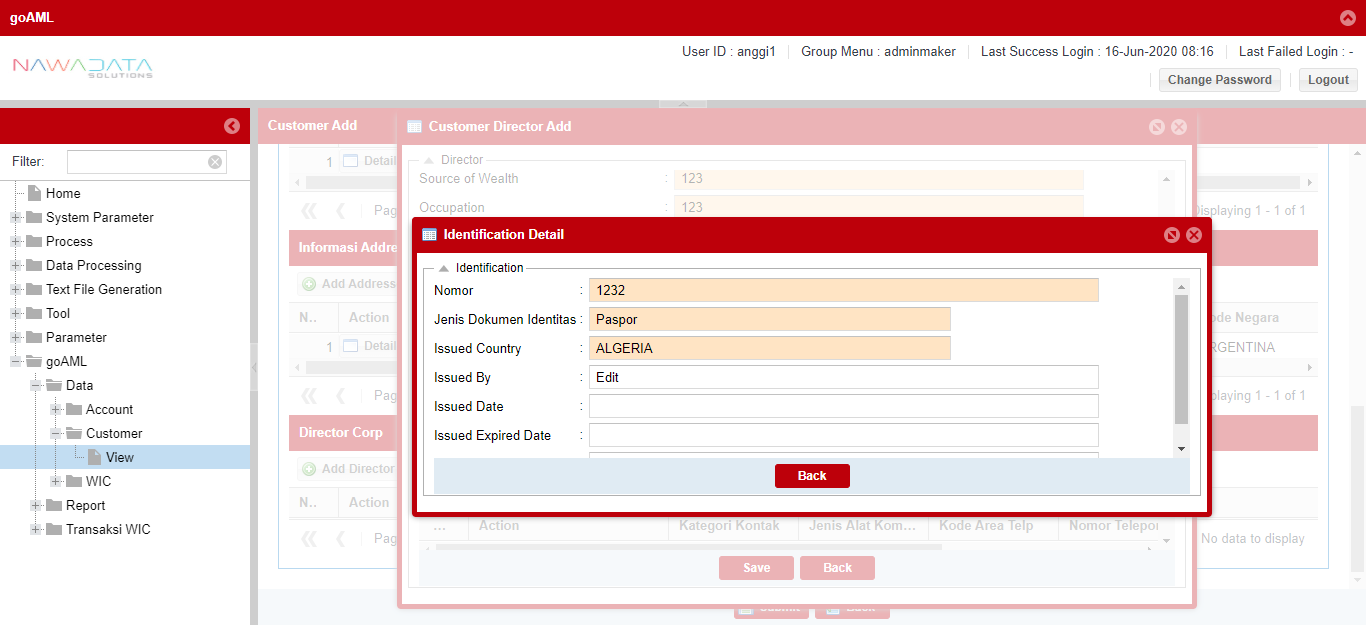 goAML
NAWADATA
SOLUTIONS
User ID : anggi1
Group Menu : adminmaker
Last Success Login : 16-Jun-2020 08:16
Last Failed Login : -
Change Password
Logout
Filter:
Home
System Parameter
Process
Data Processing
Text File Generation
Tool
Parameter
goAML
Data
Account
Customer
View
WIC
Report
Transaksi WIC
Customer Add
1 Detail
Displaying 1 - 1 of 1
Informasi Addre
Add Address
N.. Action
Kode Negara
1 Detail
ARGENTINA
Displaying 1 - 1 of 1
Director Corp
Add Director
N.. Action
No data to display
Submit Back
Customer Director Add
Director
Source of Wealth : 123
Occupation : 123
... Action Kategori Kontak Jenis Alat Kom... Kode Area Telp Nomor Telepon
Save Back
Identification Detail
Identification
Nomor : 1232
Jenis Dokumen Identitas : Paspor
Issued Country : ALGERIA
Issued By : Edit
Issued Date :
Issued Expired Date :
Back